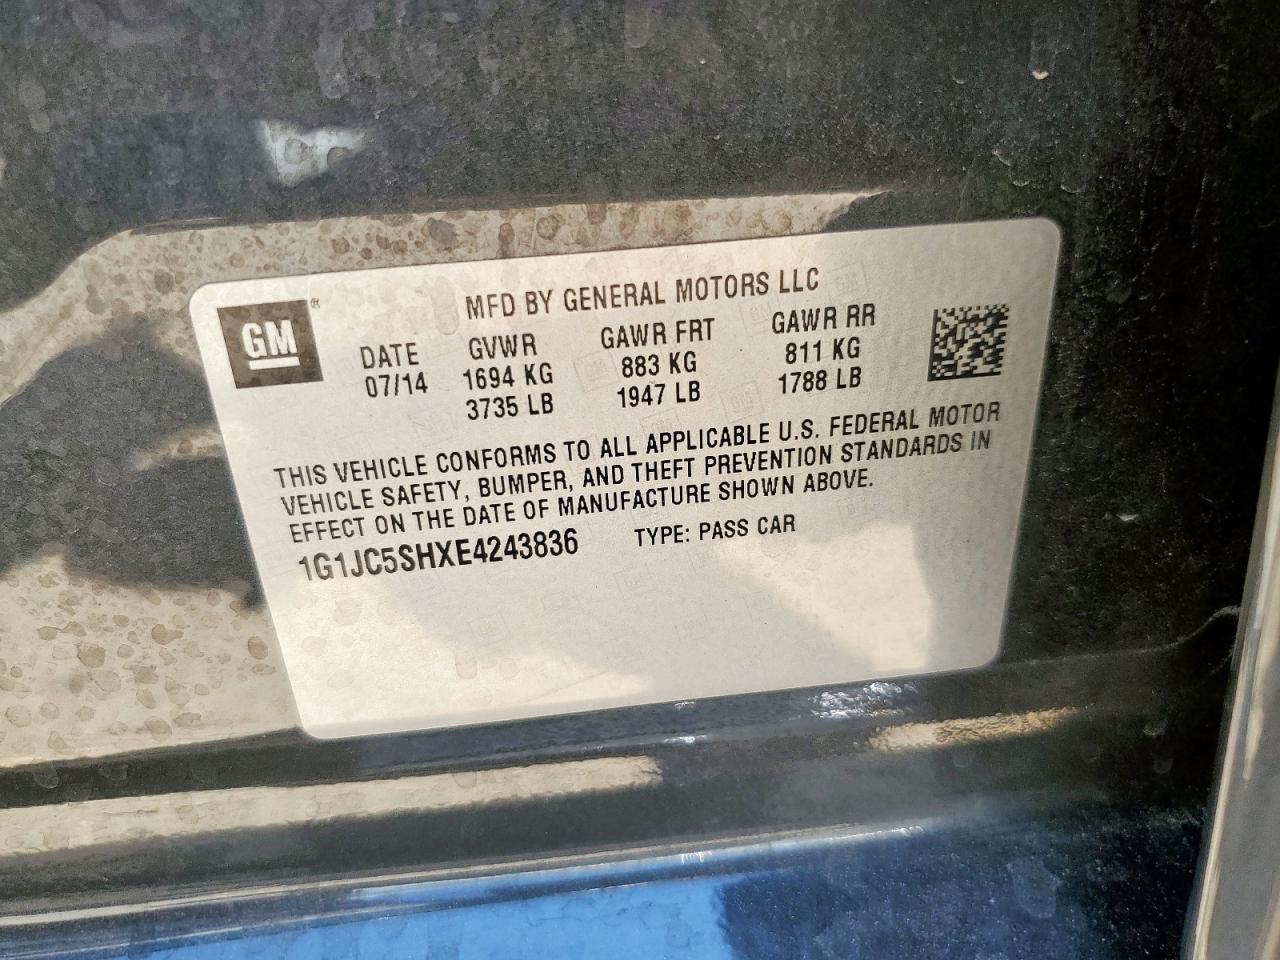 GM ®
MFD BY GENERAL MOTORS LLC
DATE GVWR GAWR FRT GAWR RR
07/14 1694 KG 883 KG 811 KG
3735 LB 1947 LB 1788 LB
THIS VEHICLE CONFORMS TO ALL APPLICABLE U.S. FEDERAL MOTOR
VEHICLE SAFETY, BUMPER, AND THEFT PREVENTION STANDARDS IN
EFFECT ON THE DATE OF MANUFACTURE SHOWN ABOVE.
1G1JC5SHXE4243836 TYPE: PASS CAR